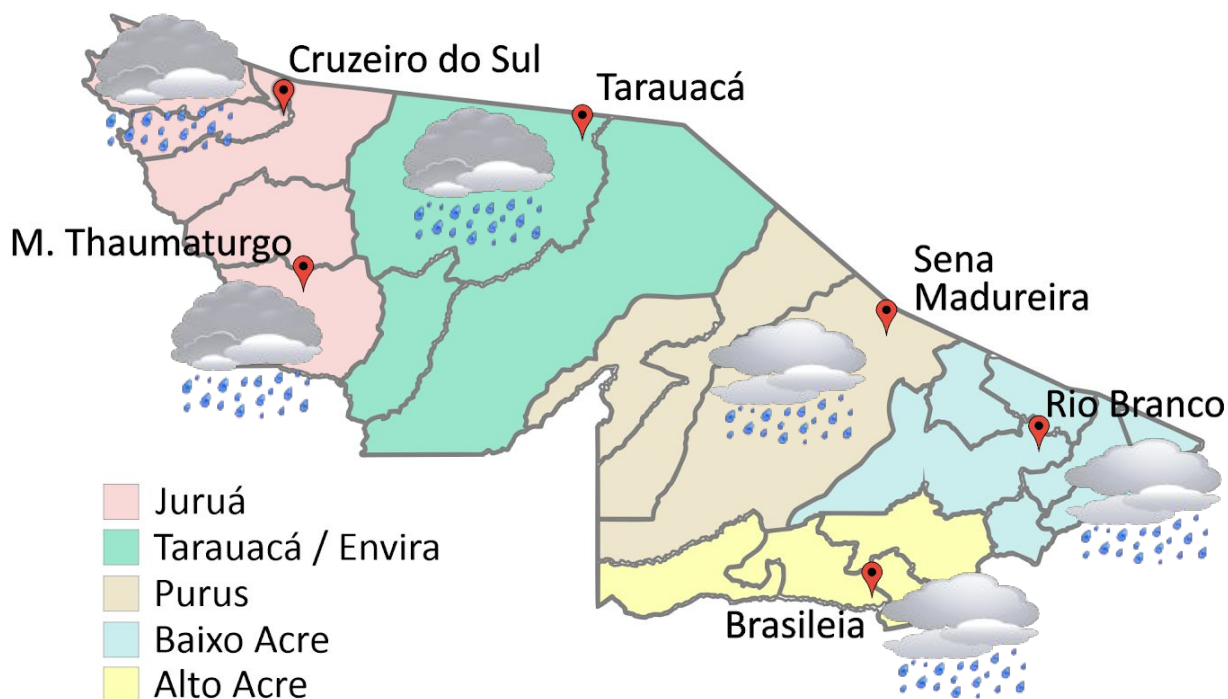 Cruzeiro do Sul
Tarauacá
M. Thaumaturgo
Sena
Madureira
Rio Branco
Brasileia
Juruá
Tarauacá / Envira
Purus
Baixo Acre
Alto Acre